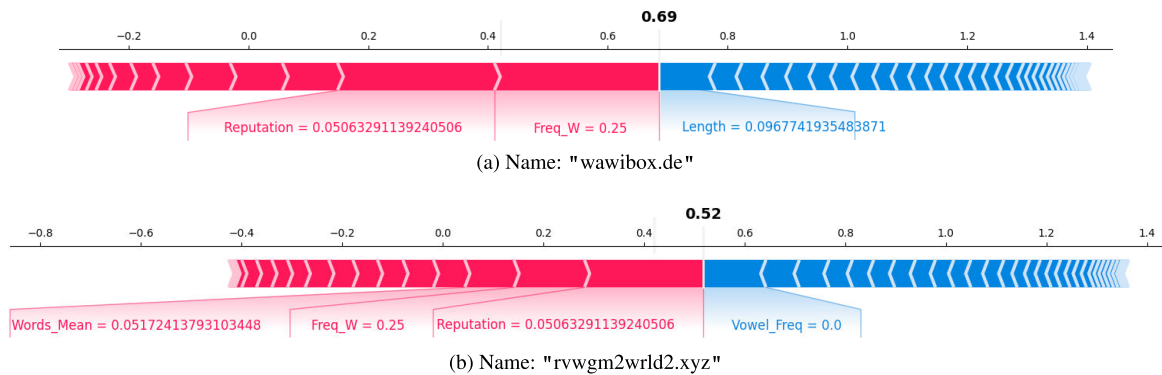 0.69
−0.2 0.0 0.2 0.4 0.6 0.8 1.0 1.2 1.4
Reputation = 0.05063291139240506 Freq_W = 0.25 Length = 0.0967741935483871
(a) Name: "wawibox.de"
0.52
−0.8 −0.6 −0.4 −0.2 0.0 0.2 0.4 0.6 0.8 1.0 1.2 1.4
Words_Mean = 0.05172413793103448 Freq_W = 0.25 Reputation = 0.05063291139240506 Vowel_Freq = 0.0
(b) Name: "rvwgm2wrld2.xyz"